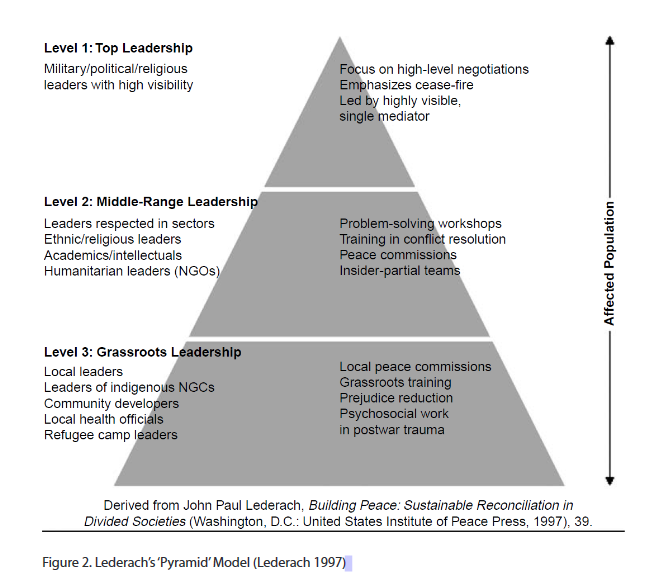 Level 1: Top Leadership
Military/political/religious
leaders with high visibility
Focus on high-level negotiations
Emphasizes cease-fire
Led by highly visible,
single mediator
Level 2: Middle-Range Leadership
Leaders respected in sectors
Ethnic/religious leaders
Academics/intellectuals
Humanitarian leaders (NGOs)
Problem-solving workshops
Training in conflict resolution
Peace commissions
Insider-partial teams
Level 3: Grassroots Leadership
Local leaders
Leaders of indigenous NGCs
Community developers
Local health officials
Refugee camp leaders
Local peace commissions
Grassroots training
Prejudice reduction
Psychosocial work
in postwar trauma
Affected Population
Derived from John Paul Lederach, Building Peace: Sustainable Reconciliation in
Divided Societies (Washington, D.C.: United States Institute of Peace Press, 1997), 39.
Figure 2. Lederach's 'Pyramid' Model (Lederach 1997)